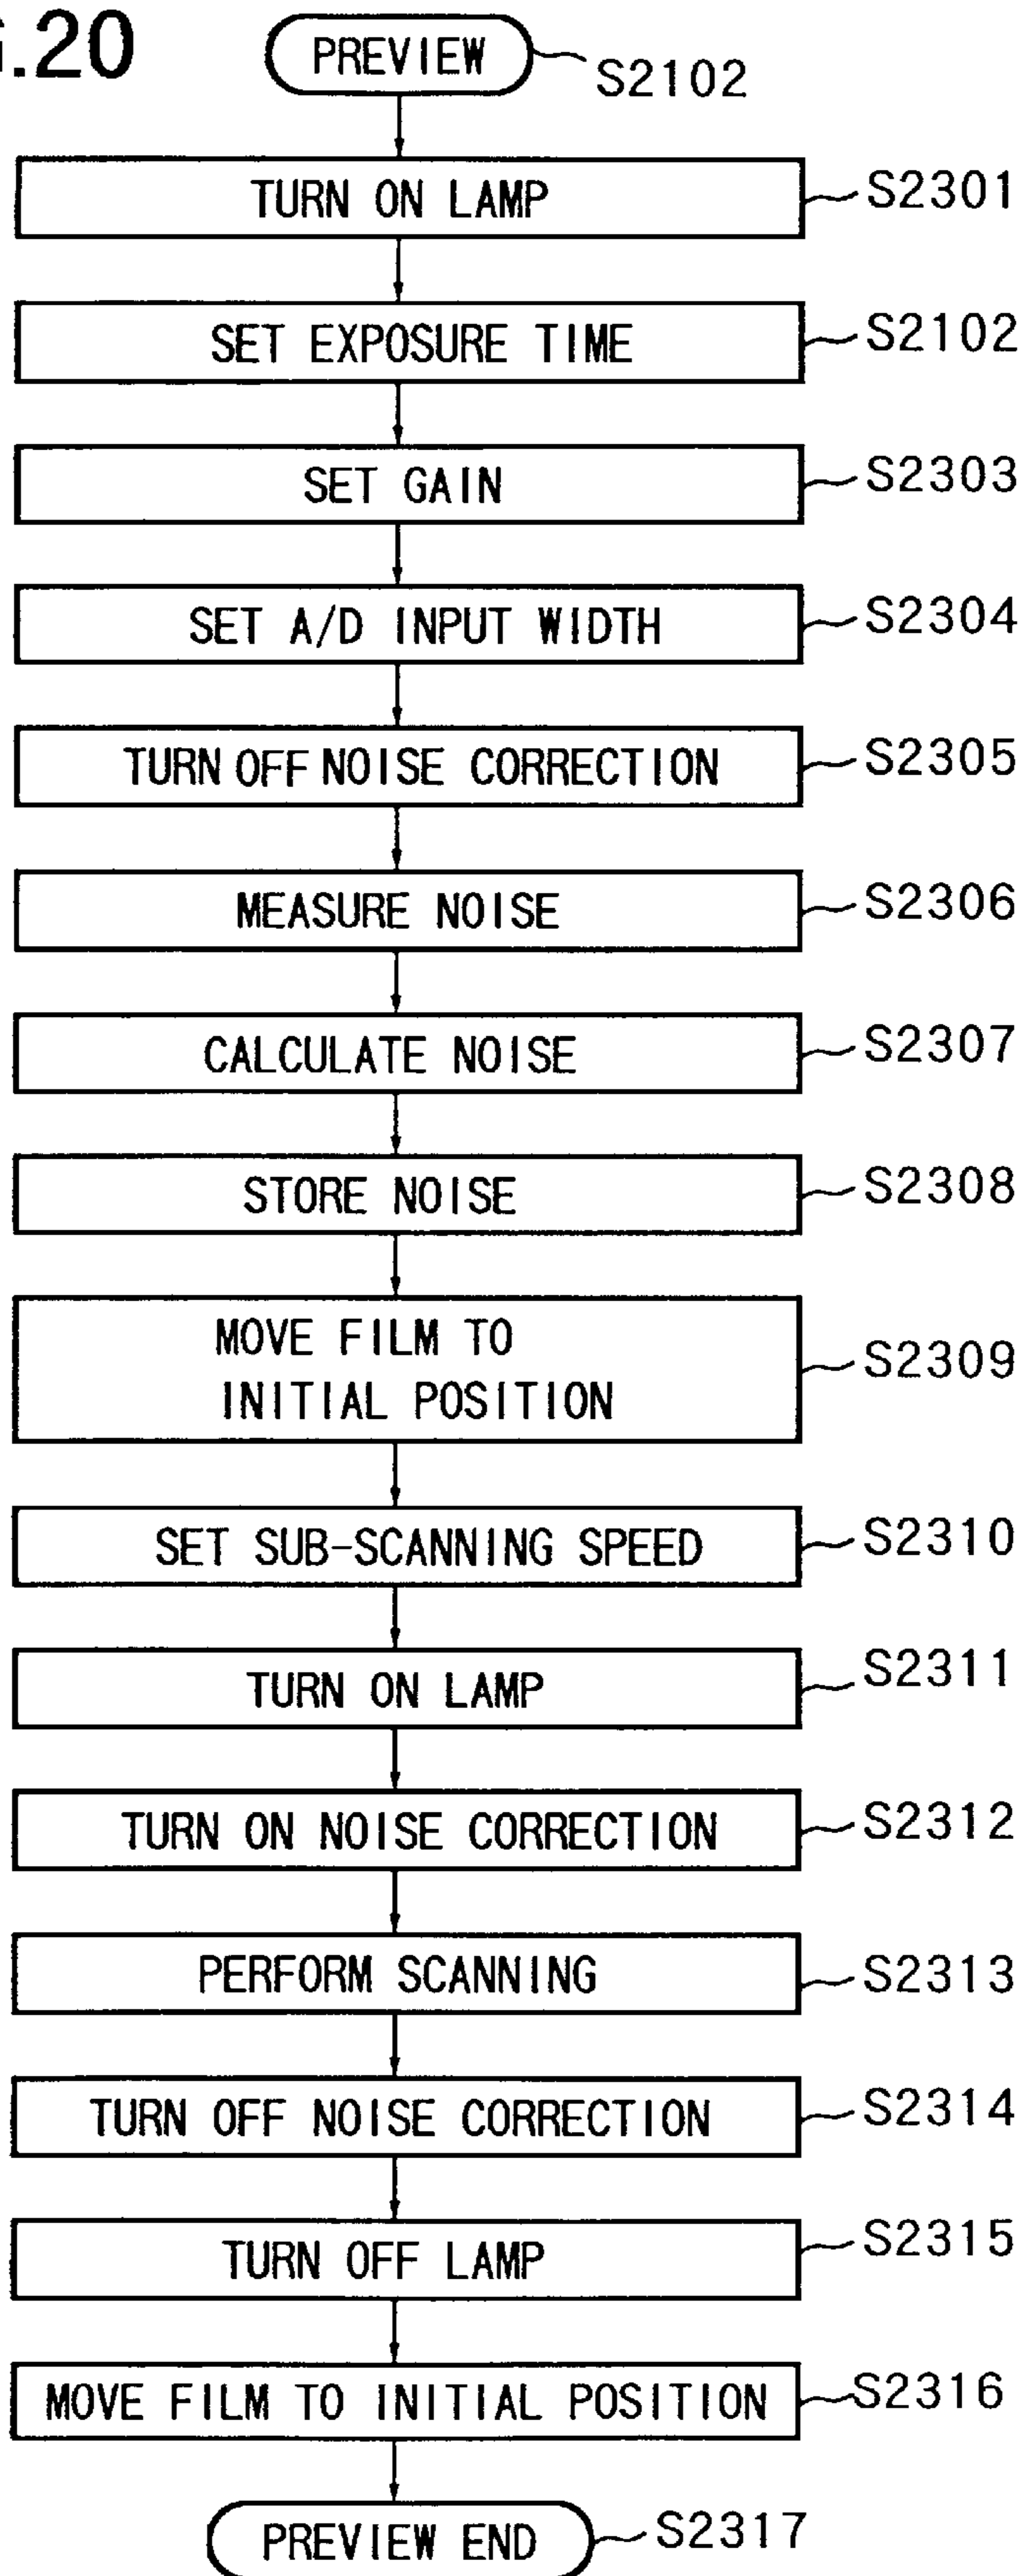 .20
PREVIEW
S2102
TURN ON LAMP
S2301
SET EXPOSURE TIME
S2102
SET GAIN
S2303
SET A/D INPUT WIDTH
S2304
TURN OFF NOISE CORRECTION
S2305
MEASURE NOISE
S2306
CALCULATE NOISE
S2307
STORE NOISE
S2308
MOVE FILM TO
INITIAL POSITION
S2309
SET SUB-SCANNING SPEED
S2310
TURN ON LAMP
S2311
TURN ON NOISE CORRECTION
S2312
PERFORM SCANNING
S2313
TURN OFF NOISE CORRECTION
S2314
TURN OFF LAMP
S2315
MOVE FILM TO INITIAL POSITION
S2316
PREVIEW END
S2317